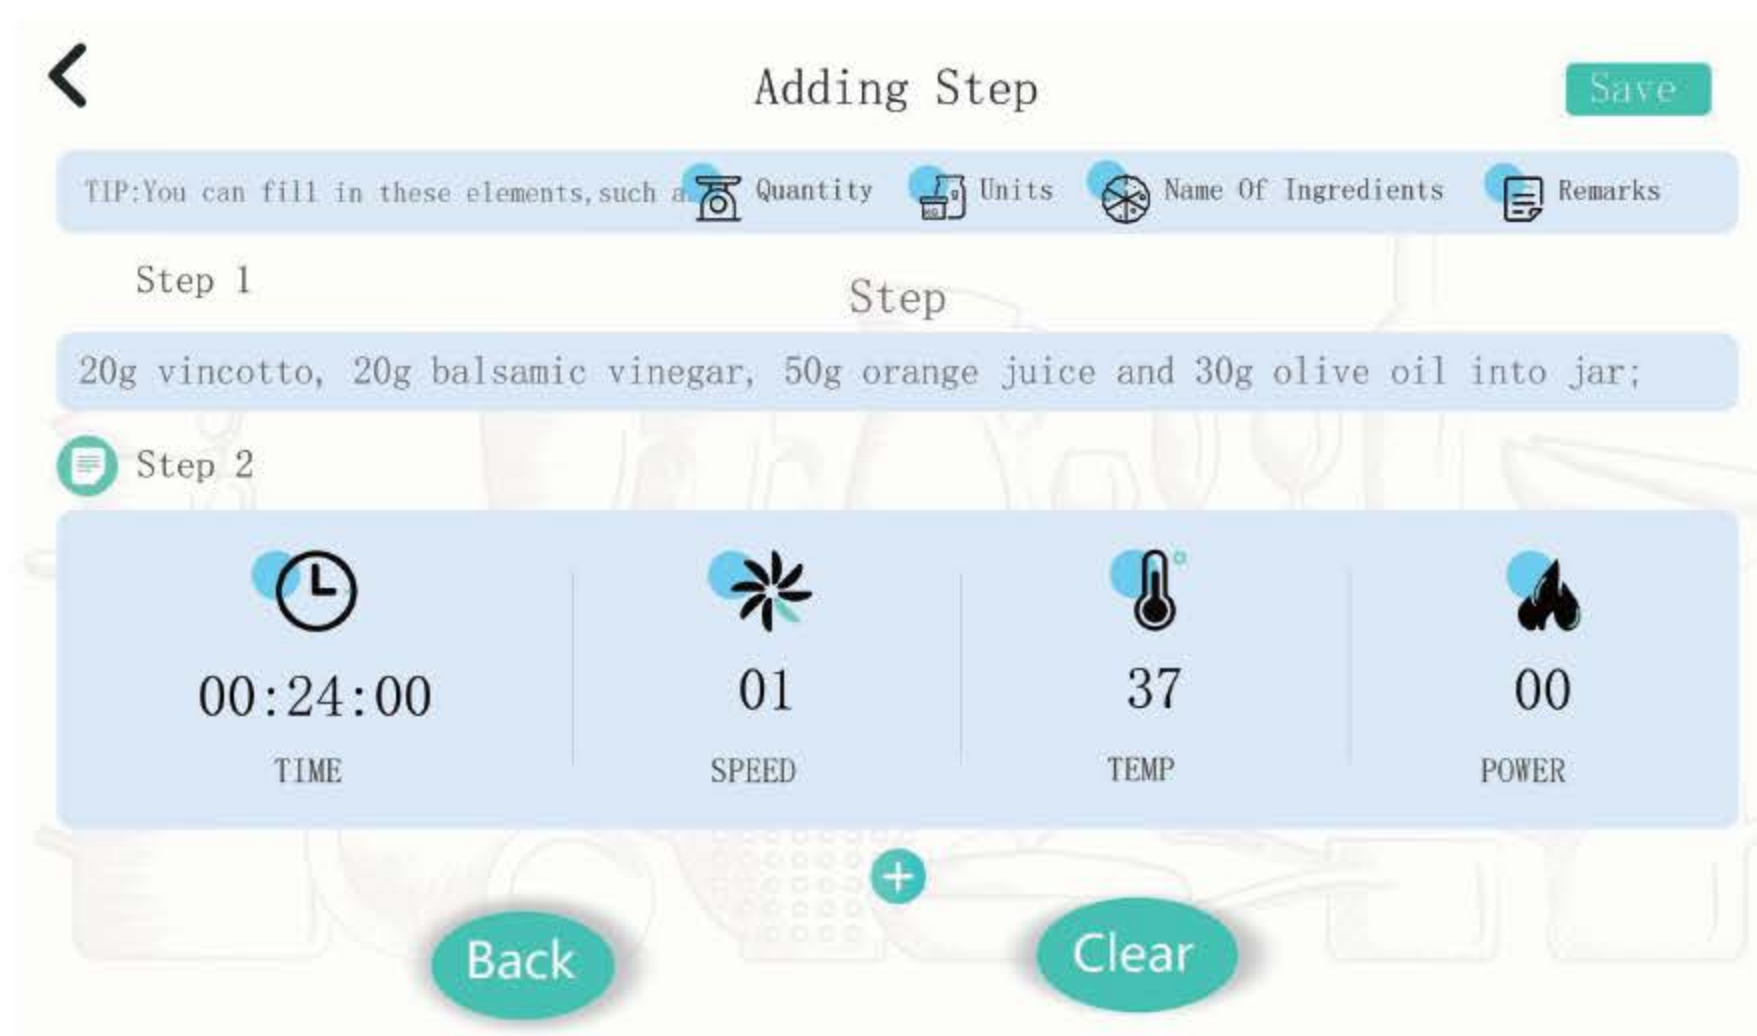 Adding Step
Save
TIP:You can fill in these elements,such a
Quantity
Units
Name Of Ingredients
Remarks
Step 1
Step
20g vincotto, 20g balsamic vinegar, 50g orange juice and 30g olive oil into jar;
Step 2
00:24:00
01
37
00
TIME
SPEED
TEMP
POWER
Back
Clear